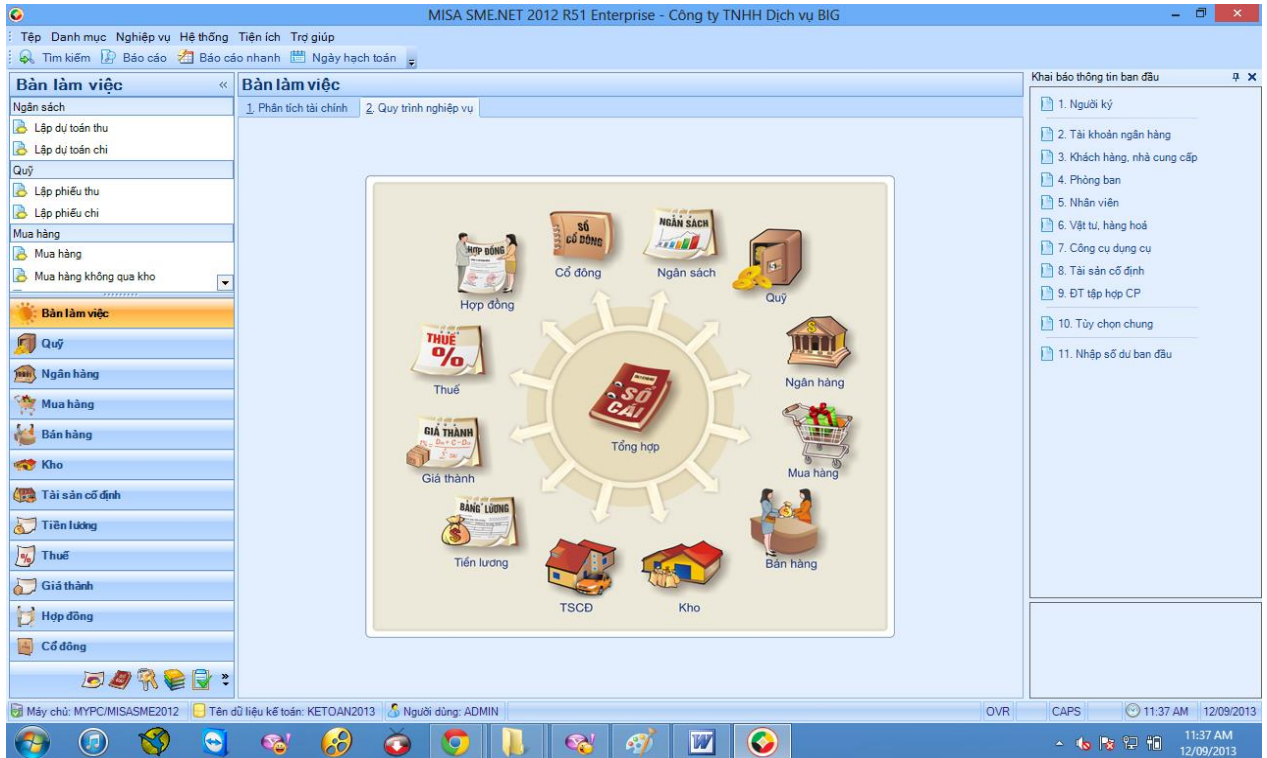 MISA SME.NET 2012 R51 Enterprise - Công ty TNHH Dịch vụ BIG
Tệp Danh mục Nghiệp vụ Hệ thống Tiện ích Trợ giúp
Tìm kiếm Báo cáo Báo cáo nhanh Ngày hạch toán
Bàn làm việc «
Ngân sách
Lập dự toán thu
Lập dự toán chi
Quỹ
Lập phiếu thu
Lập phiếu chi
Mua hàng
Mua hàng
Mua hàng không qua kho
Bàn làm việc
Quỹ
Ngân hàng
Mua hàng
Bán hàng
Kho
Tài sản cố định
Tiền lương
Thuế
Giá thành
Hợp đồng
Cổ đông
Bàn làm việc
1. Phân tích tài chính 2. Quy trình nghiệp vụ
HỢP ĐỒNG
Hợp đồng
SỔ
CỔ ĐÔNG
Cổ đông
NGÂN SÁCH
Ngân sách
Quỹ
THUẾ
%
Thuế
Ngân hàng
SỔ
CÁI
Tổng hợp
GIÁ THÀNH
Giá thành
Mua hàng
BẢNG LƯƠNG
Tiền lương
TSCĐ
Kho
Bán hàng
Khai báo thông tin ban đầu
1. Người ký
2. Tài khoản ngân hàng
3. Khách hàng, nhà cung cấp
4. Phòng ban
5. Nhân viên
6. Vật tư, hàng hoá
7. Công cụ dụng cụ
8. Tài sản cố định
9. ĐT tập hợp CP
10. Tùy chọn chung
11. Nhập số dư ban đầu
Máy chủ: MYPC/MISASME2012 Tên dữ liệu kế toán: KETOAN2013 Người dùng: ADMIN OVR CAPS 11:37 AM 12/09/2013
11:37 AM
12/09/2013